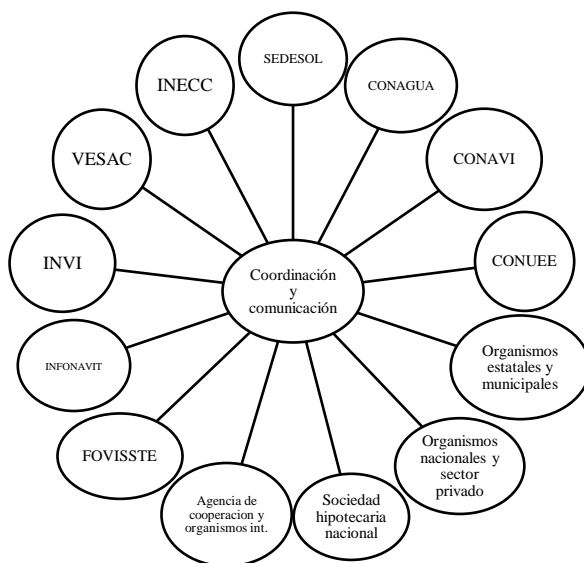 SEDESOL
CONAGUA
CONAVI
CONUEE
Organismos
estatales y
municipales
Organismos
nacionales y
sector
privado
Sociedad
hipotecaria
nacional
Agencia de
cooperacion y
organismos int.
FOVISSTE
INFONAVIT
INVI
VESAC
INECC
Coordinación
y
comunicación